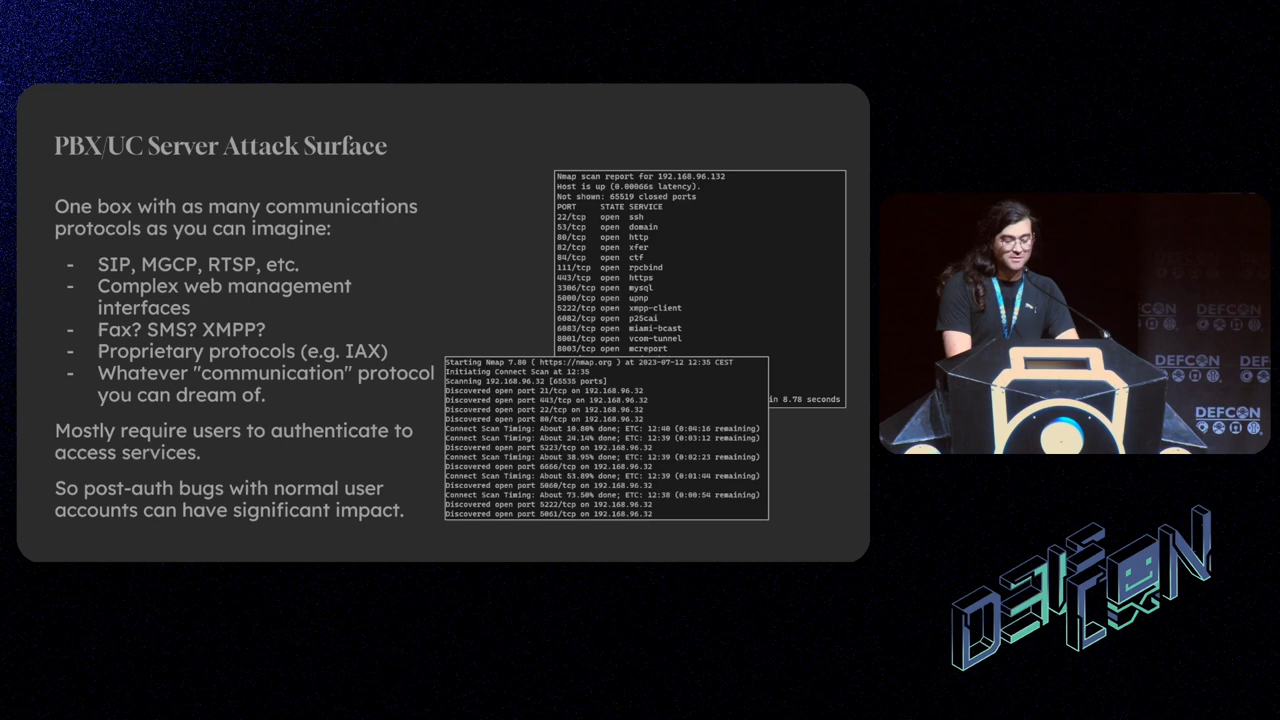 PBX/UC Server Attack Surface
One box with as many communications
protocols as you can imagine:
- SIP, MGCP, RTSP, etc.
- Complex web management
interfaces
- Fax? SMS? XMPP?
- Proprietary protocols (e.g. IAX)
- Whatever "communication" protocol
you can dream of.
Mostly require users to authenticate to
access services.
So post-auth bugs with normal user
accounts can have significant impact.
Nmap scan report for 192.168.96.132
Host is up (0.00066s latency).
Not shown: 65519 closed ports
PORT STATE SERVICE
22/tcp open ssh
53/tcp open domain
80/tcp open http
82/tcp open xfer
84/tcp open ctf
111/tcp open rpcbind
443/tcp open https
3306/tcp open mysql
5000/tcp open upnp
5222/tcp open xmpp-client
6082/tcp open p25cai
6083/tcp open miami-bcast
8001/tcp open vcom-tunnel
8003/tcp open mcreport
in 8.78 seconds
Starting Nmap 7.80 ( https://nmap.org ) at 2023-07-12 12:35 CEST
Initiating Connect Scan at 12:35
Scanning 192.168.96.32 [65535 ports]
Discovered open port 21/tcp on 192.168.96.32
Discovered open port 443/tcp on 192.168.96.32
Discovered open port 22/tcp on 192.168.96.32
Discovered open port 80/tcp on 192.168.96.32
Connect Scan Timing: About 10.80% done; ETC: 12:40 (0:04:16 remaining)
Connect Scan Timing: About 24.14% done; ETC: 12:39 (0:03:12 remaining)
Discovered open port 5223/tcp on 192.168.96.32
Connect Scan Timing: About 38.95% done; ETC: 12:39 (0:02:23 remaining)
Discovered open port 6666/tcp on 192.168.96.32
Connect Scan Timing: About 53.89% done; ETC: 12:39 (0:01:44 remaining)
Discovered open port 5060/tcp on 192.168.96.32
Connect Scan Timing: About 73.50% done; ETC: 12:38 (0:00:54 remaining)
Discovered open port 5222/tcp on 192.168.96.32
Discovered open port 5061/tcp on 192.168.96.32
DEFCON
DEFCON
DEFCON
DEFCON
DEF CON